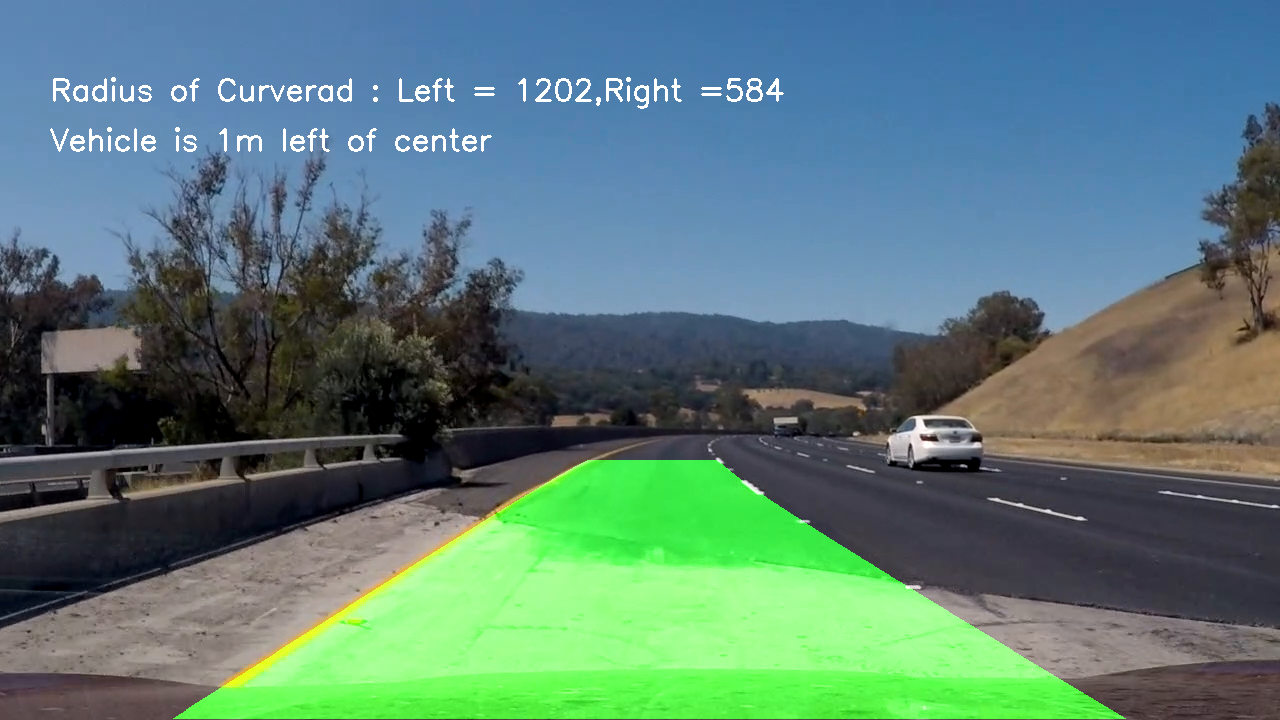 Radius of Curverad : Left = 1202,Right =584
Vehicle is 1m left of center